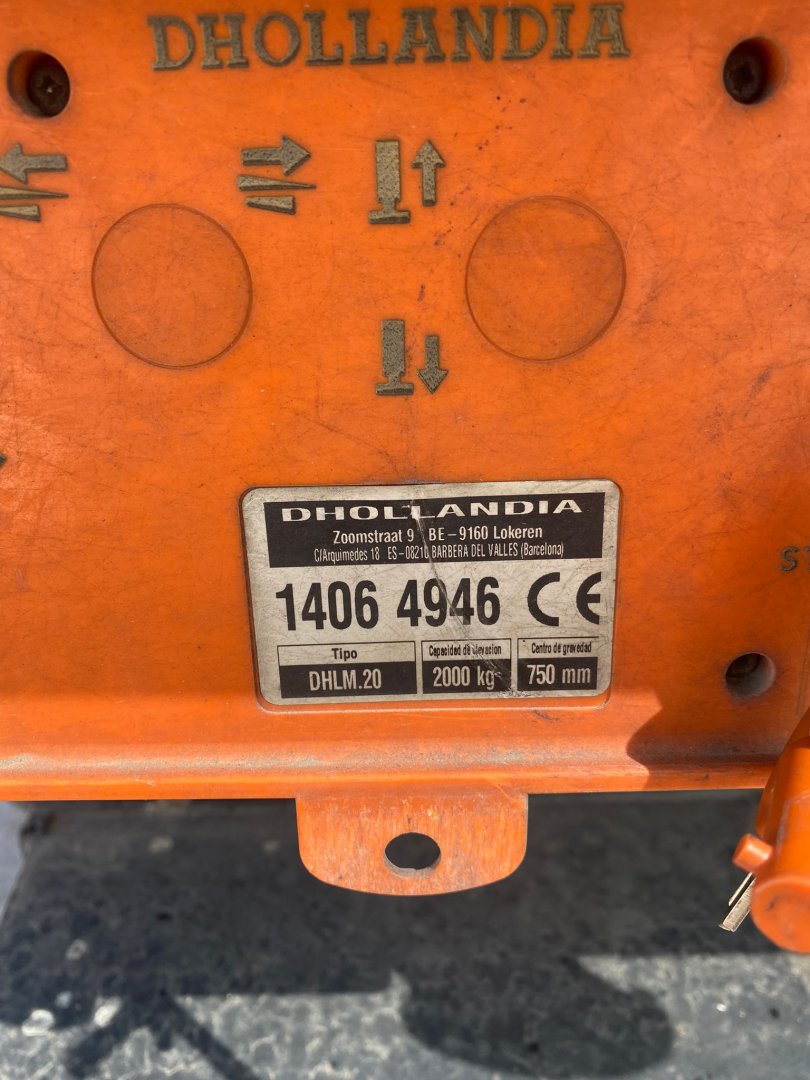 DHOLLANDIA
DHOLLANDIA
Zoomstraat 9 BE-9160 Lokeren
C/Arquimedes 18 ES-08210 BARBERA DEL VALLES (Barcelona)
1406 4946 CE
Tipo Capacidad de elevacion Centro de gravedad
DHLM.20 2000 kg 750 mm